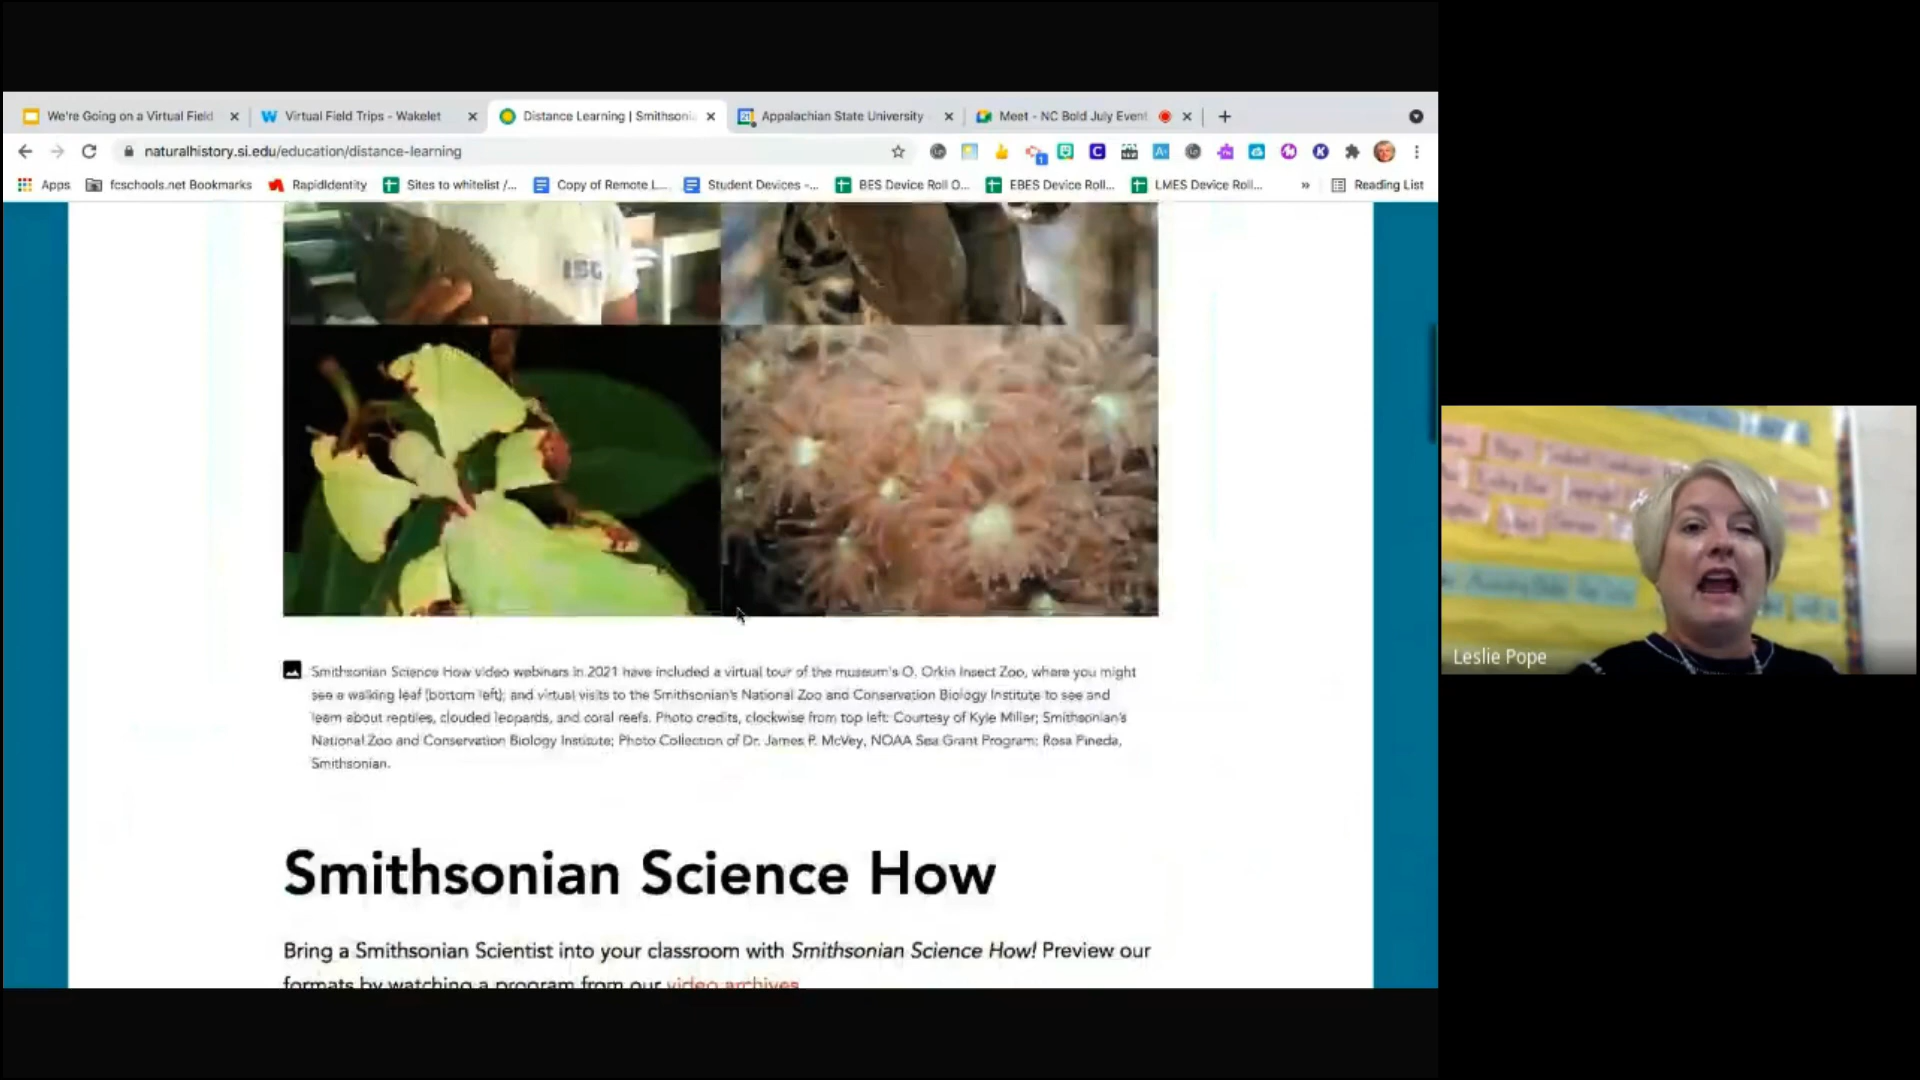 We're Going on a Virtual Field
Virtual Field Trips - Wakelet
Distance Learning | Smithsonia
Appalachian State University
Meet - NC Bold July Event
naturalhistory.si.edu/education/distance-learning
Apps
fcschools.net Bookmarks
RapidIdentity
Sites to whitelist /...
Copy of Remote L...
Student Devices -...
BES Device Roll O...
EBES Device Roll...
LMES Device Roll...
»
Reading List
ISG
Smithsonian Science How video webinars in 2021 have included a virtual tour of the museum's O. Orkin Insect Zoo, where you might
see a walking leaf (bottom left); and virtual visits to the Smithsonian's National Zoo and Conservation Biology Institute to see and
learn about reptiles, clouded leopards, and coral reefs. Photo credits, clockwise from top left: Courtesy of Kyle Miller; Smithsonian's
National Zoo and Conservation Biology Institute; Photo Collection of Dr. James P. McVey, NOAA Sea Grant Program; Rosa Pineda,
Smithsonian.
Smithsonian Science How
Bring a Smithsonian Scientist into your classroom with Smithsonian Science How! Preview our
formats by watching a program from our video archives
Leslie Pope